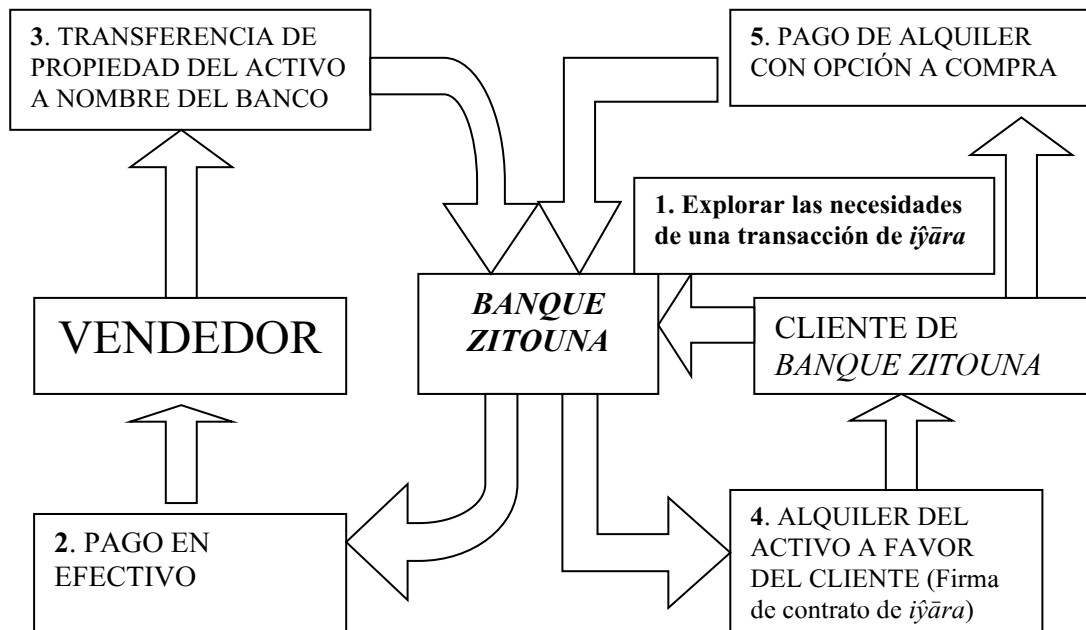 3. TRANSFERENCIA DE
PROPIEDAD DEL ACTIVO
A NOMBRE DEL BANCO
5. PAGO DE ALQUILER
CON OPCIÓN A COMPRA
1. Explorar las necesidades
de una transacción de iŷāra
VENDEDOR
BANQUE
ZITOUNA
CLIENTE DE
BANQUE ZITOUNA
2. PAGO EN
EFECTIVO
4. ALQUILER DEL
ACTIVO A FAVOR
DEL CLIENTE (Firma
de contrato de iŷāra)